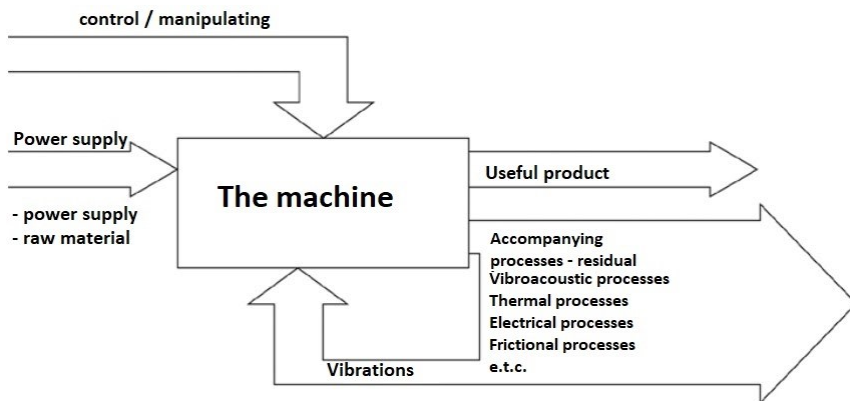 control / manipulating
Power supply
- power supply
- raw material
The machine
Useful product
Accompanying
processes - residual
Vibroacoustic processes
Thermal processes
Electrical processes
Frictional processes
e.t.c.
Vibrations